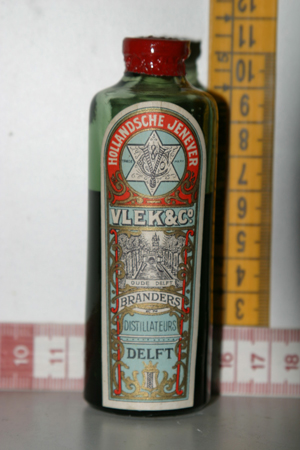 HOLLANDSCHE JENEVER
VLEK & Co
OUDE DELFT
BRANDERS
DISTILLATEURS
DELFT
12
11
10
9
8
7
6
5
4
3
10 11 16 17 18